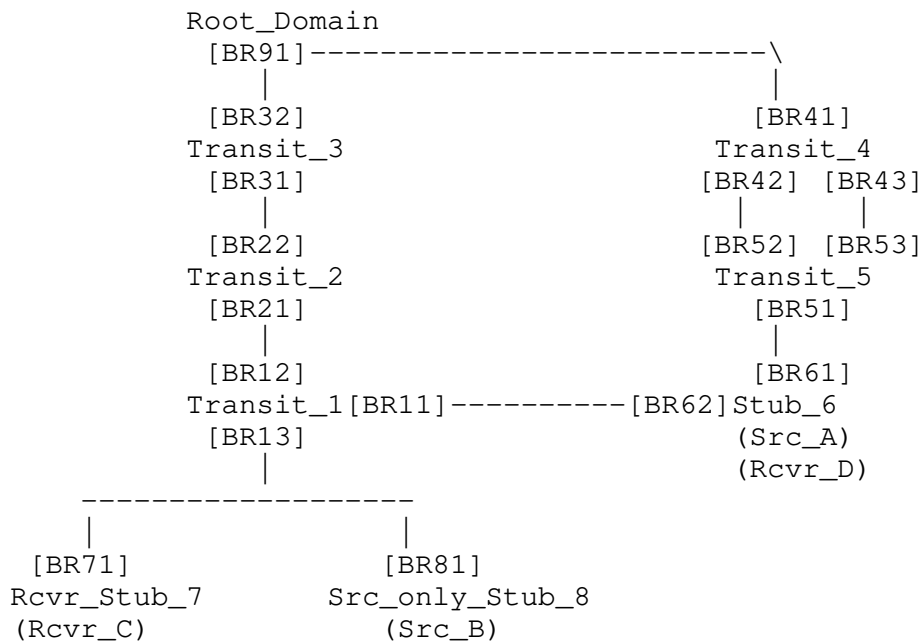 Root_Domain
[BR91]--------------------------\
| |
[BR32] [BR41]
Transit_3 Transit_4
[BR31] [BR42] [BR43]
| | |
[BR22] [BR52] [BR53]
Transit_2 Transit_5
[BR21] [BR51]
| |
[BR12] [BR61]
Transit_1[BR11]----------[BR62]Stub_6
[BR13] (Src_A)
| (Rcvr_D)
-------------------
| |
[BR71] [BR81]
Rcvr_Stub_7 Src_only_Stub_8
(Rcvr_C) (Src_B)